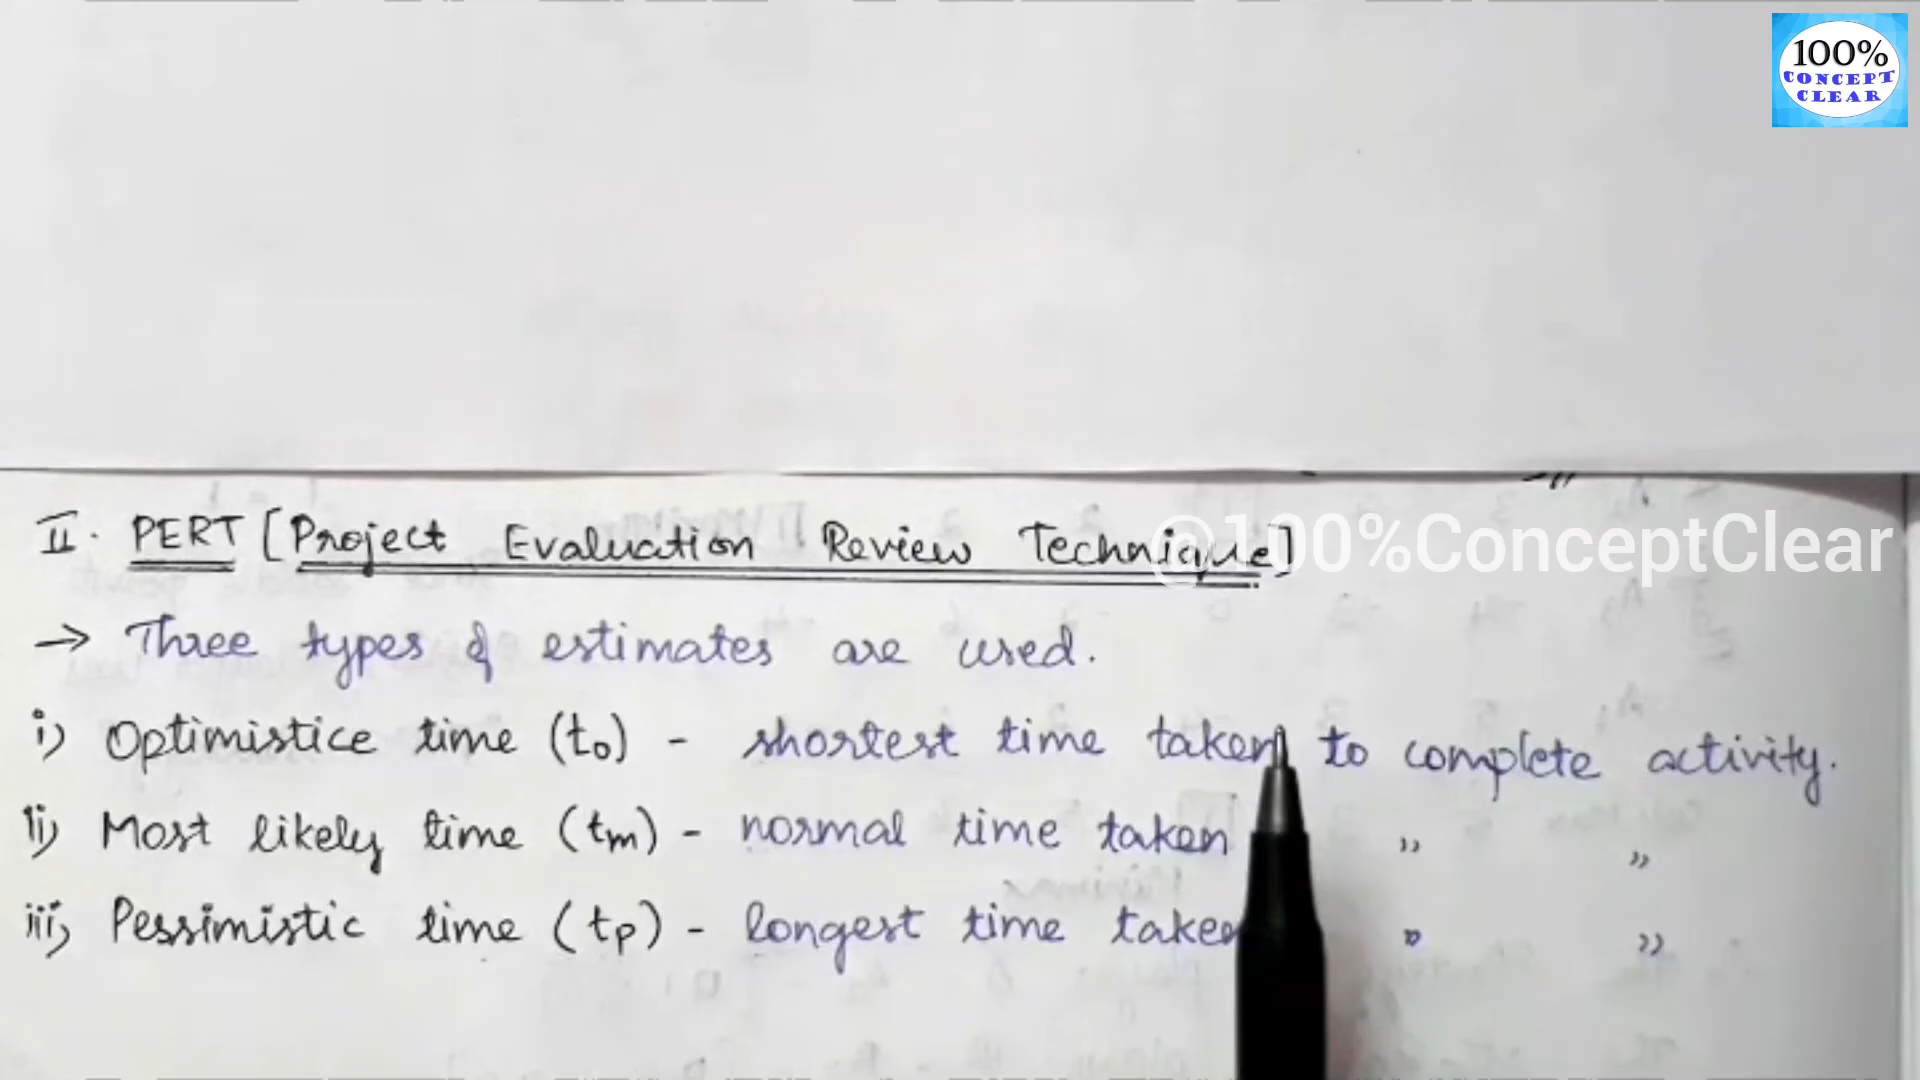 100%
CONCEPT
CLEAR
II. PERT [Project Evaluation Review Technique]
@100%ConceptClear
→ Three types of estimates are used.
i) Optimistice time (to) - shortest time taken to complete activity.
ii) Most likely time (tm) - normal time taken " "
iii) Pessimistic time (tp) - longest time taken " "